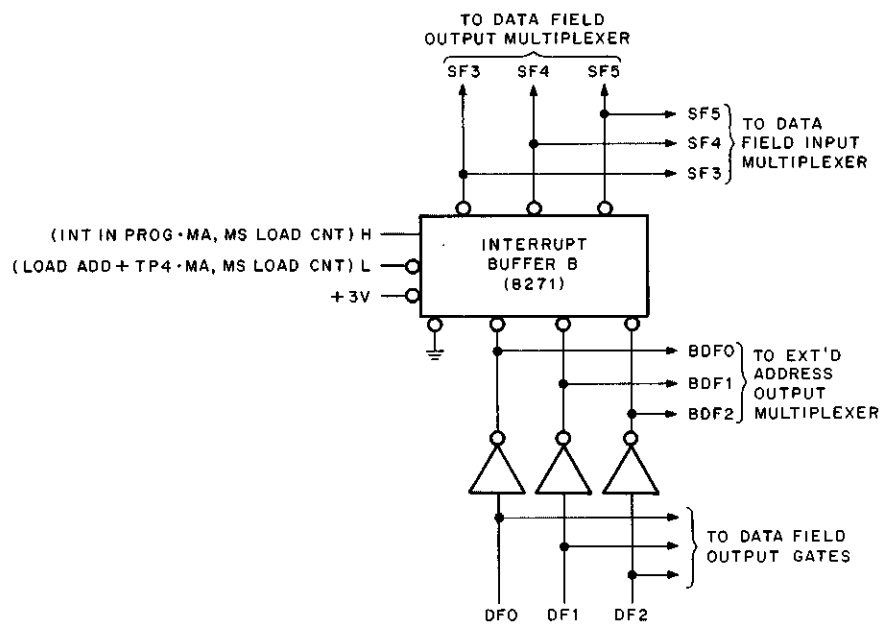 TO DATA FIELD
OUTPUT MULTIPLEXER
SF3 SF4 SF5
SF5
SF4
SF3
TO DATA
FIELD INPUT
MULTIPLEXER
(INT IN PROG·MA, MS LOAD CNT) H
(LOAD ADD + TP4·MA, MS LOAD CNT) L
+3V
INTERRUPT
BUFFER B
(8271)
BDF0
BDF1
BDF2
TO EXT'D
ADDRESS
OUTPUT
MULTIPLEXER
TO DATA FIELD
OUTPUT GATES
DF0 DF1 DF2